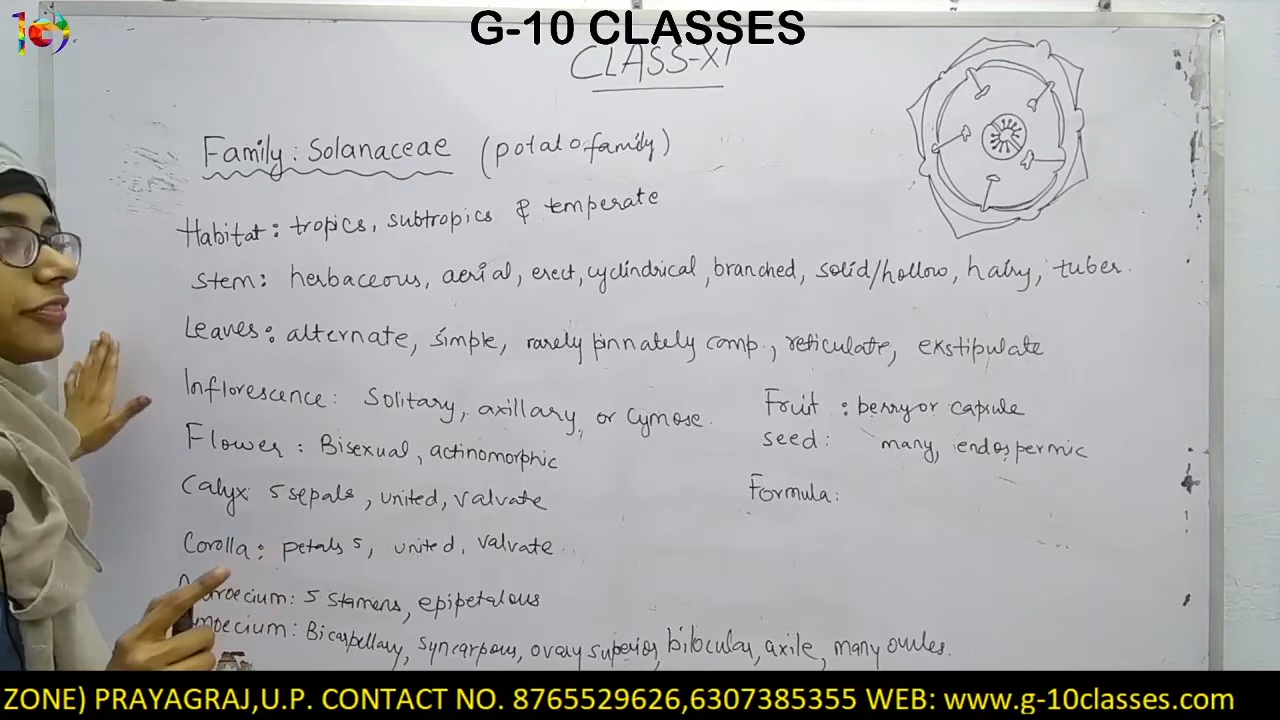 G-10 CLASSES
CLASS-XI
Family: Solanaceae (potato family)
Habitat: tropics, subtropics & temperate
Stem: herbaceous, aerial, erect, cyclindrical, branched, solid/hollow, hairy, tuber.
Leaves: alternate, simple, rarely pinnately comp., reticulate, exstipulate
Inflorescence: Solitary, axillary, or Cymose.
Flower: Bisexual, actinomorphic
Calyx: 5 sepals, united, valvate
Corolla: petals 5, united, valvate
5 stamens, epipetalous
Bicarpellary, syncarpous, ovary superior, bilocular, axile, many ovules.
Fruit: berry or capsule
seed: many, endospermic
Formula:
ZONE) PRAYAGRAJ,U.P. CONTACT NO. 8765529626,6307385355 WEB: www.g-10classes.com